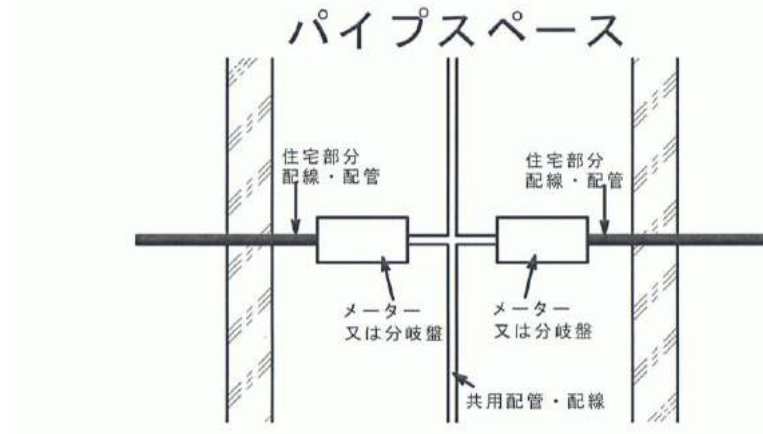 パイプスペース
住宅部分
配線・配管
住宅部分
配線・配管
メーター
又は分岐盤
メーター
又は分岐盤
共用配管・配線